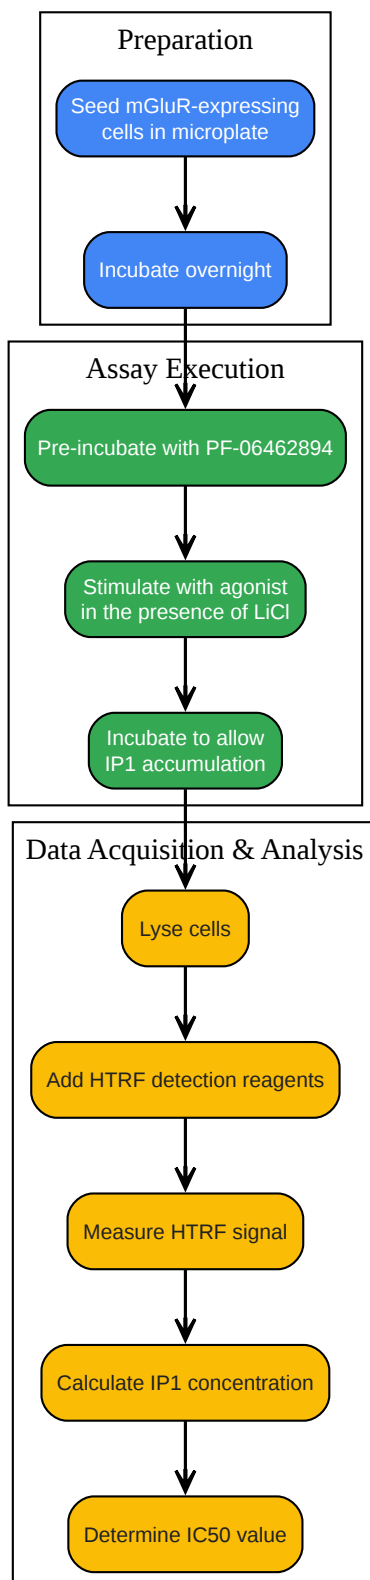 Preparation
Seed mGluR-expressing
cells in microplate
Incubate overnight
Assay Execution
Pre-incubate with PF-06462894
Stimulate with agonist
in the presence of LiCl
Incubate to allow
IP1 accumulation
Data Acquisition & Analysis
Lyse cells
Add HTRF detection reagents
Measure HTRF signal
Calculate IP1 concentration
Determine IC50 value